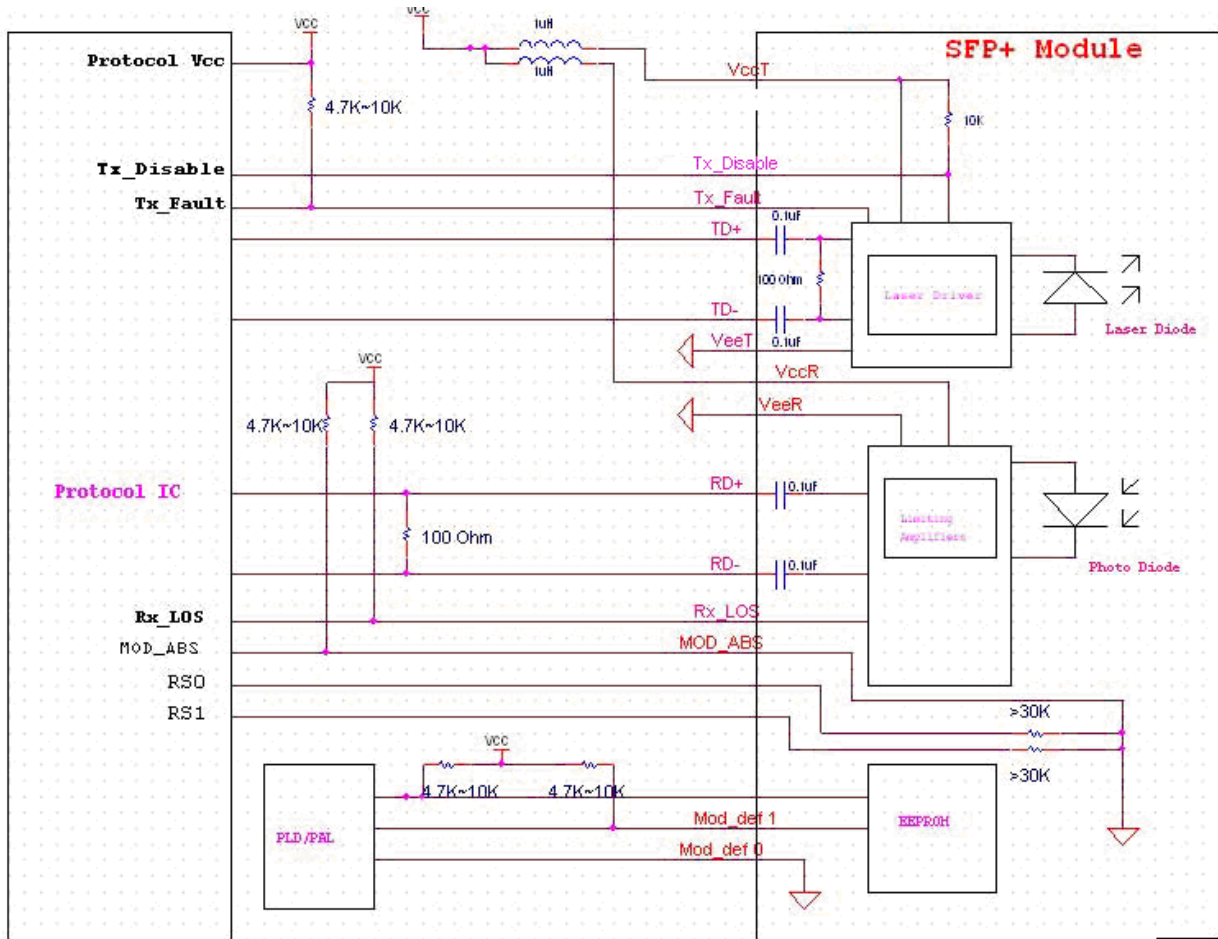 VCC
VCC
1uH
1uH
SFP+ Module
Protocol Vcc
VccT
4.7K~10K
10K
Tx_Disable
Tx_Disable
Tx_Fault
Tx_Fault
0.1uf
TD+
100 Ohm
Laser Driver
TD-
Laser Diode
VeeT
0.1uf
VCC
VccR
VeeR
4.7K~10K
4.7K~10K
Protocol IC
RD+
0.1uf
Limiting
Amplifiers
100 Ohm
RD-
0.1uf
Photo Diode
Rx_LOS
Rx_LOS
MOD_ABS
MOD_ABS
RS0
RS1
>30K
VCC
>30K
4.7K~10K
4.7K~10K
PLD/PAL
Mod_def 1
EEPROM
Mod_def 0